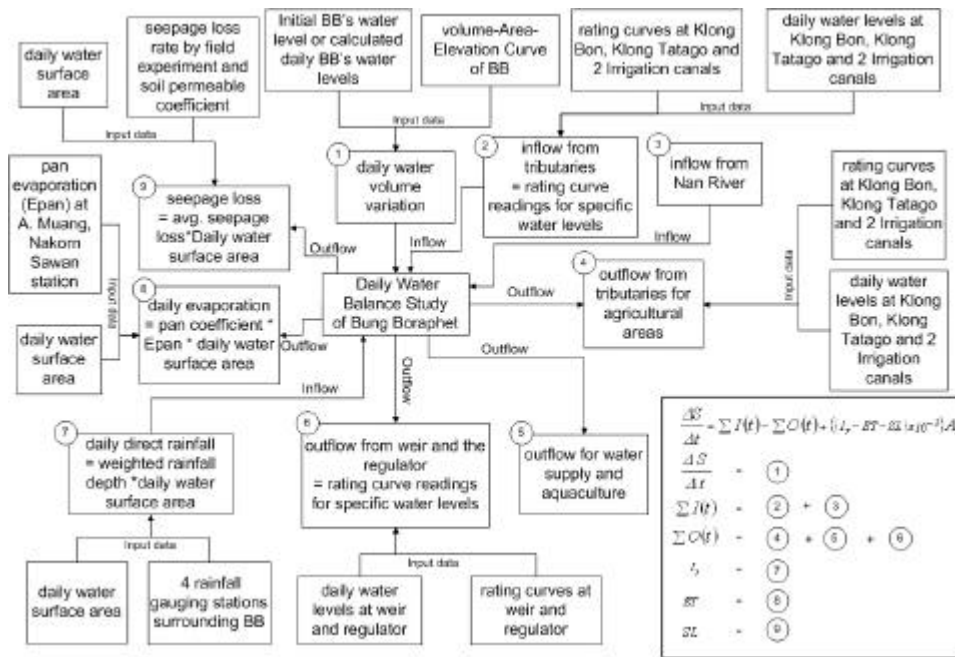 daily water
surface area
seepage loss
rate by field
experiment and
soil permeable
coefficient
Initial BB's water
level or calculated
daily BB's water
levels
volume-Area-
Elevation Curve
of BB
rating curves at Klong
Bon, Klong Tatago and
2 Irrigation canals
daily water levels at
Klong Bon, Klong
Tatago and 2 Irrigation
canals
Input data
Input data
Input data
pan
evaporation
(Epan) at
A. Muang,
Nakorn
Sawan
station
9
seepage loss
= avg. seepage
loss*Daily water
surface area
1
daily water
volume
variation
2
inflow from
tributaries
= rating curve
readings for specific
water levels
3
inflow from
Nan River
rating curves
at Klong Bon,
Klong Tatago
and 2 Irrigation
canals
Outflow
Inflow
Inflow
Input data
8
daily evaporation
= pan coefficient *
Epan * daily water
surface area
Outflow
Daily Water
Balance Study
of Bung Boraphet
Outflow
4
outflow from
tributaries for
agricultural
areas
Input data
daily water
levels at Klong
Bon, Klong
Tatago and 2
Irrigation canals
daily water
surface area
Inflow
Outflow
Outflow
7
daily direct rainfall
= weighted rainfall
depth *daily water
surface area
6
outflow from weir and the
regulator
= rating curve readings
for specific water levels
5
outflow for water
supply and
aquaculture
Input data
Input data
daily water
surface area
4 rainfall
gauging stations
surrounding BB
daily water
levels at weir
and regulator
rating curves at
weir and
regulator
ΔS/Δt = ∑I(t) - ∑O(t) +
ΔS/Δt = 1
∑I(t) = 2 + 3
∑O(t) = 4 + 5 + 6
= 7
ET = 8
SL = 9